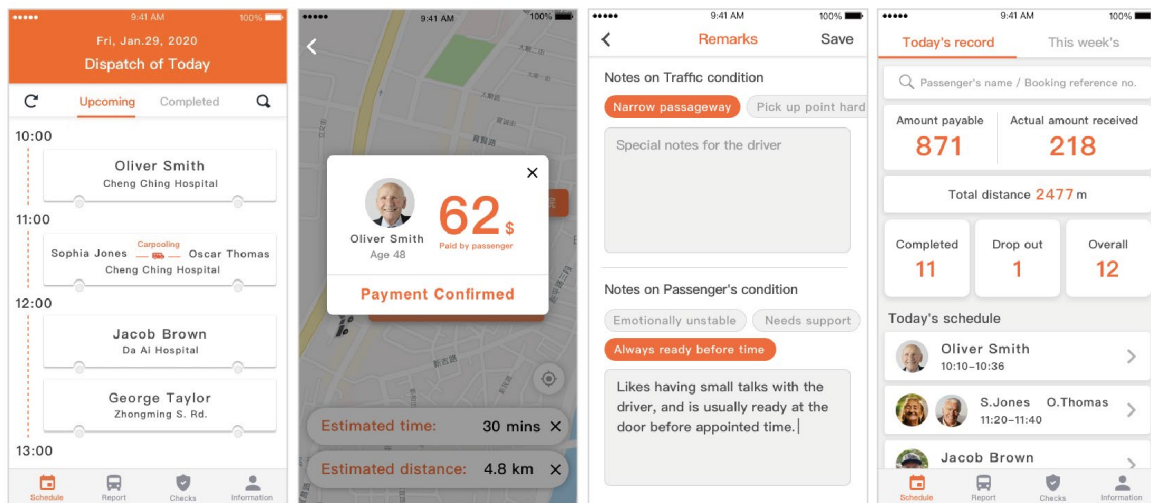 9:41 AM 100%
Fri, Jan.29, 2020
Dispatch of Today
Upcoming Completed
10:00
Oliver Smith
Cheng Ching Hospital
11:00
Carpooling
Sophia Jones Oscar Thomas
Cheng Ching Hospital
12:00
Jacob Brown
Da Ai Hospital
George Taylor
Zhongming S. Rd.
13:00
Schedule Report Checks Information
9:41 AM 100%
62$
Paid by passenger
Oliver Smith
Age 48
Payment Confirmed
Estimated time: 30 mins
Estimated distance: 4.8 km
9:41 AM 100%
Remarks Save
Notes on Traffic condition
Narrow passageway Pick up point hard
Special notes for the driver
Notes on Passenger's condition
Emotionally unstable Needs support
Always ready before time
Likes having small talks with the
driver, and is usually ready at the
door before appointed time.
9:41 AM 100%
Today's record This week's
Passenger's name / Booking reference no.
Amount payable Actual amount received
871 218
Total distance 2477 m
Completed Drop out Overall
11 1 12
Today's schedule
Oliver Smith
10:10-10:36
S.Jones O.Thomas
11:20-11:40
Jacob Brown
Schedule Report Checks Information